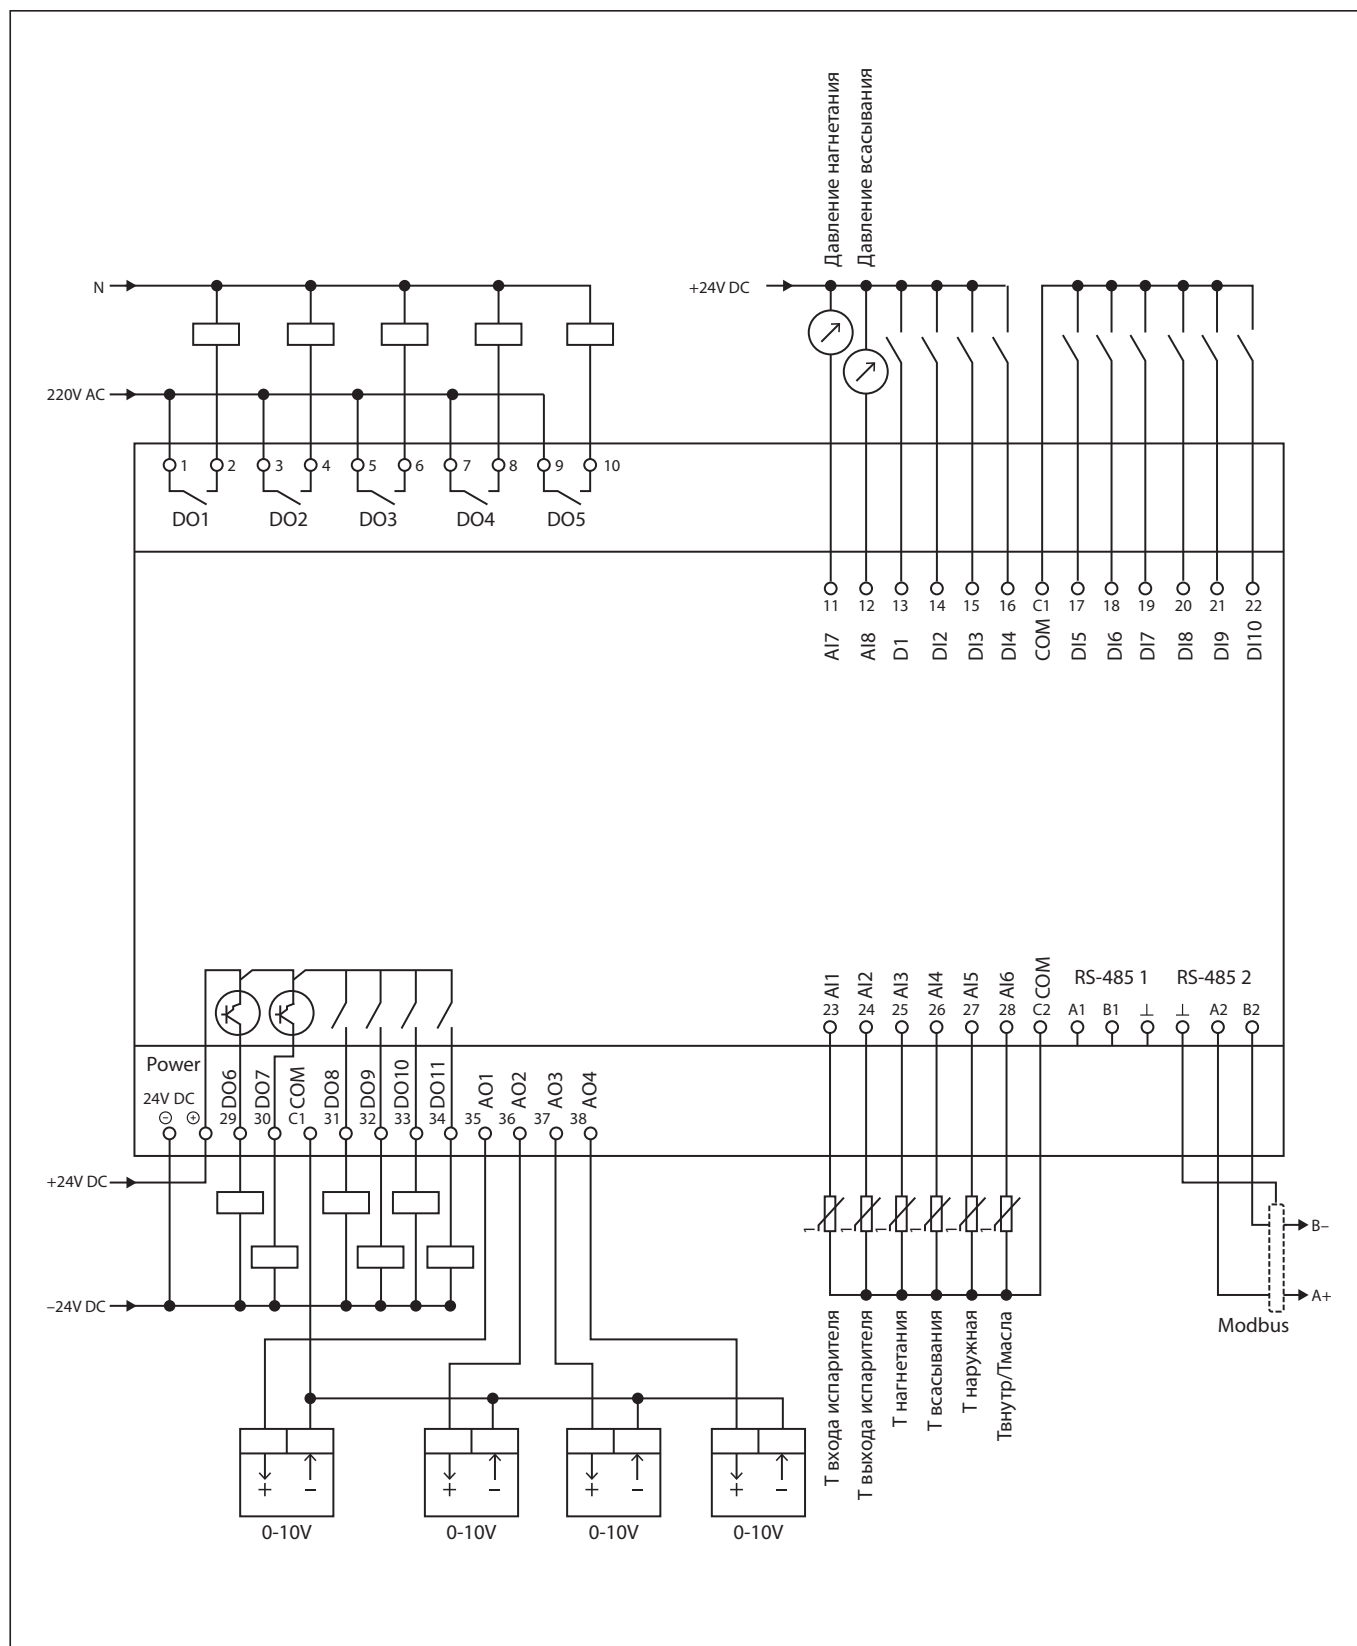 Давление нагнетания
Давление всасывания
N
+24V DC
220V AC
1 2 3 4 5 6 7 8 9 10
DO1 DO2 DO3 DO4 DO5
11 12 13 14 15 16 C1 17 18 19 20 21 22
AI7 AI8 D1 DI2 DI3 DI4 COM DI5 DI6 DI7 DI8 DI9 DI10
AI1 AI2 AI3 AI4 AI5 AI6 COM RS-485 1 RS-485 2
23 24 25 26 27 28 C2 A1 B1 ⊥ ⊥ A2 B2
Power
24V DC
DO6 DO7 COM DO8 DO9 DO10 DO11 AO1 AO2 AO3 AO4
29 30 C1 31 32 33 34 35 36 37 38
+24V DC
1 1 1 1 1 1
B–
–24V DC
A+
Modbus
Т входа испарителя
Т выхода испарителя
Т нагнетания
Т всасывания
Т наружная
Твнутр/Тмасла
+ – + – + – + –
0-10V 0-10V 0-10V 0-10V